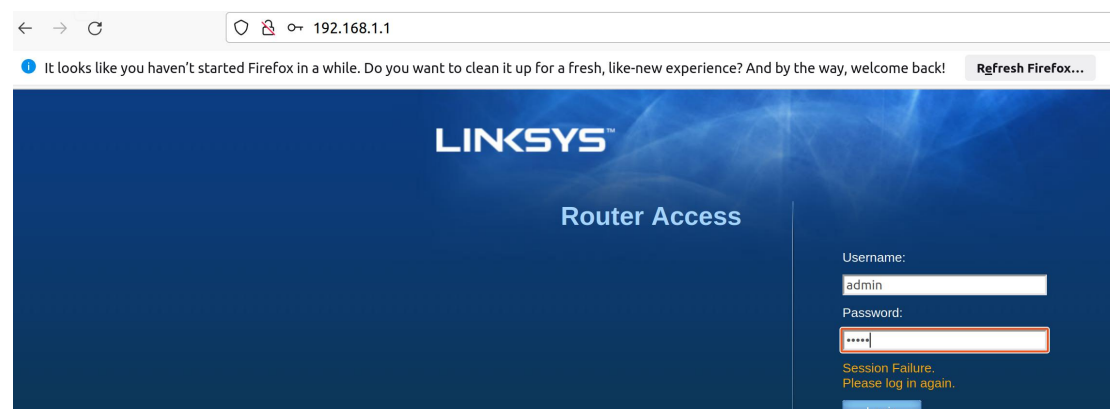 192.168.1.1
It looks like you haven't started Firefox in a while. Do you want to clean it up for a fresh, like-new experience? And by the way, welcome back! Refresh Firefox...
LINKSYS™
Router Access
Username:
admin
Password:
•••••
Session Failure.
Please log in again.